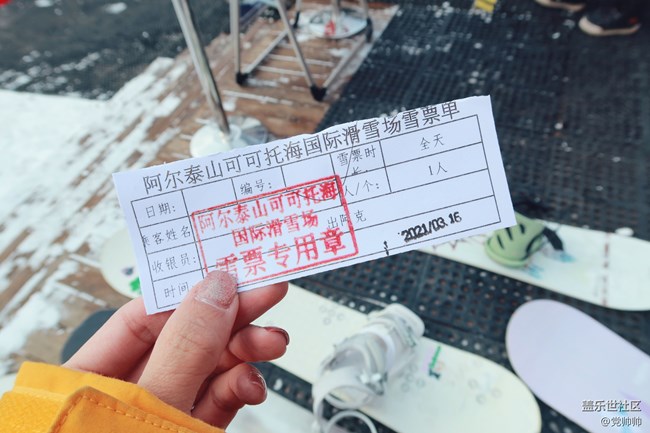 阿尔泰山可可托海国际滑雪场雪票单
日期: 编号: 雪票时长 全天
乘客姓名 人/个: 1人
收银员: 出阿克
时间
阿尔泰山可可托海
国际滑雪场
雪票专用章
2021/03.16
盖乐世社区
@党帅帅